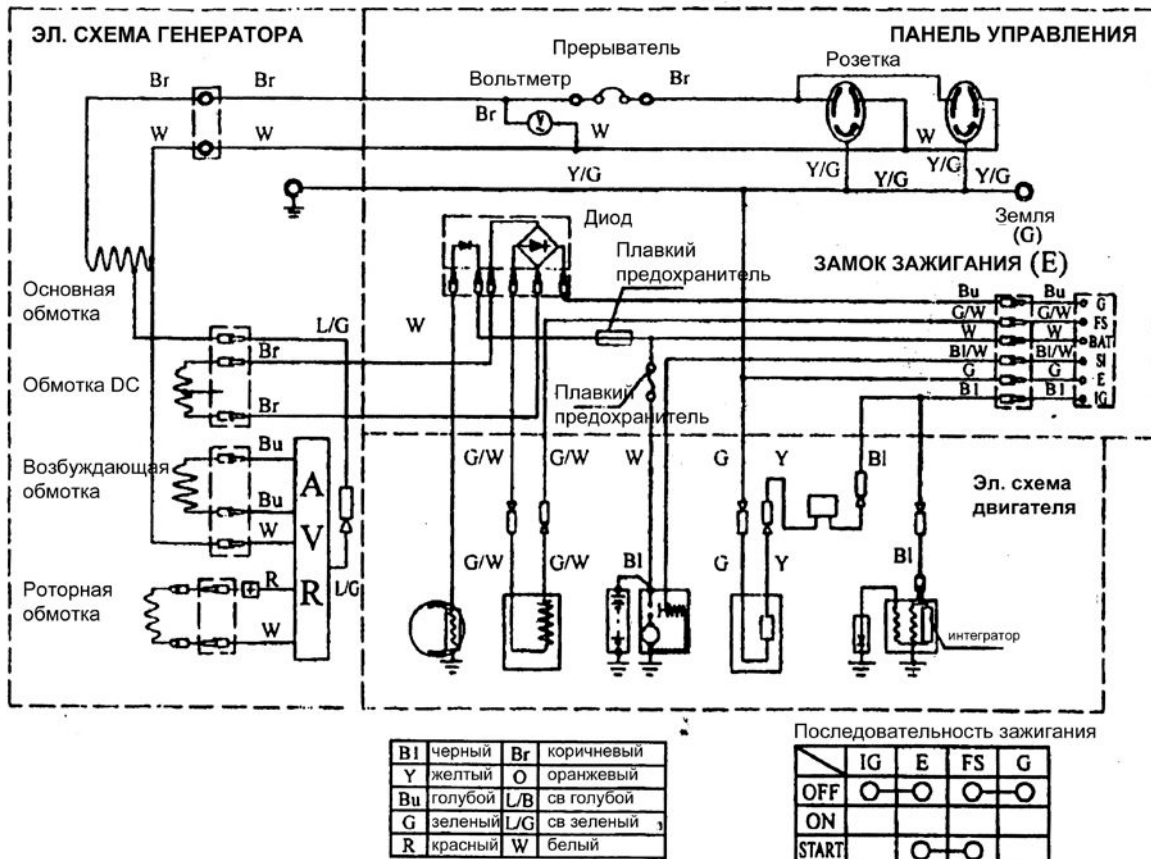 ЭЛ. СХЕМА ГЕНЕРАТОРА
ПАНЕЛЬ УПРАВЛЕНИЯ
Прерыватель
Вольтметр
Розетка
Br
Br
Br
Br
V
W
W
W
W
Y/G
Y/G
Y/G
Y/G
Y/G
Земля
(G)
Диод
Плавкий
предохранитель
ЗАМОК ЗАЖИГАНИЯ (E)
Основная
обмотка
L/G
W
Bu
Bu
G
G/W
G/W
FS
W
W
BAT
Bl/W
Bl/W
SI
G
G
E
Bl
Bl
IG
Br
Обмотка DC
Br
Плавкий
предохранитель
Возбуждающая
обмотка
Bu
Bu
W
A
V
R
L/G
Роторная
обмотка
R
W
G/W
G/W
W
G
Y
Bl
Эл. схема
двигателя
G/W
G/W
Bl
G
Y
Bl
интегратор
Bl черный Br коричневый
Y желтый O оранжевый
Bu голубой L/B св голубой
G зеленый L/G св зеленый
R красный W белый
Последовательность зажигания
IG E FS G
OFF
ON
START